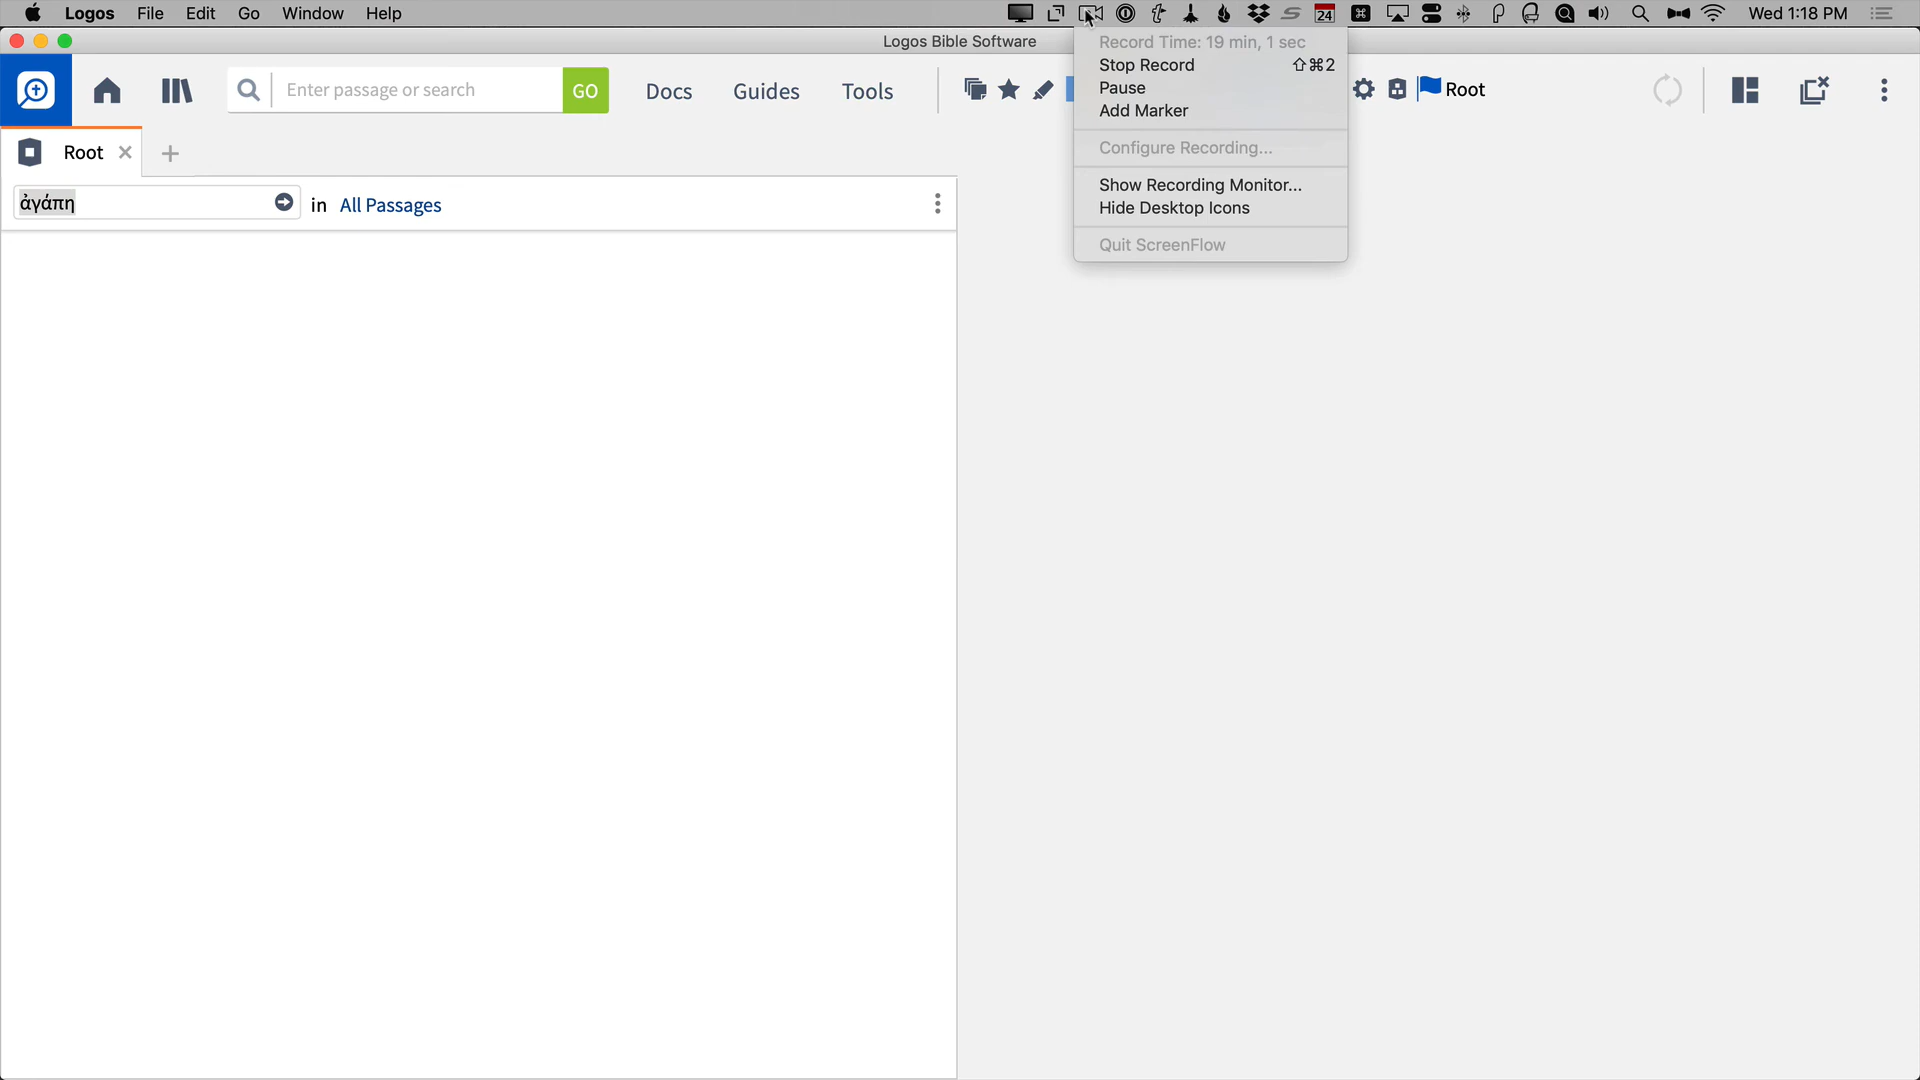 Logos File Edit Go Window Help
24
Wed 1:18 PM
Logos Bible Software
Record Time: 19 min, 1 sec
Stop Record ⇧⌘2
Pause
Add Marker
Configure Recording...
Show Recording Monitor...
Hide Desktop Icons
Quit ScreenFlow
Enter passage or search GO Docs Guides Tools Root
Root
ἀγάπη in All Passages